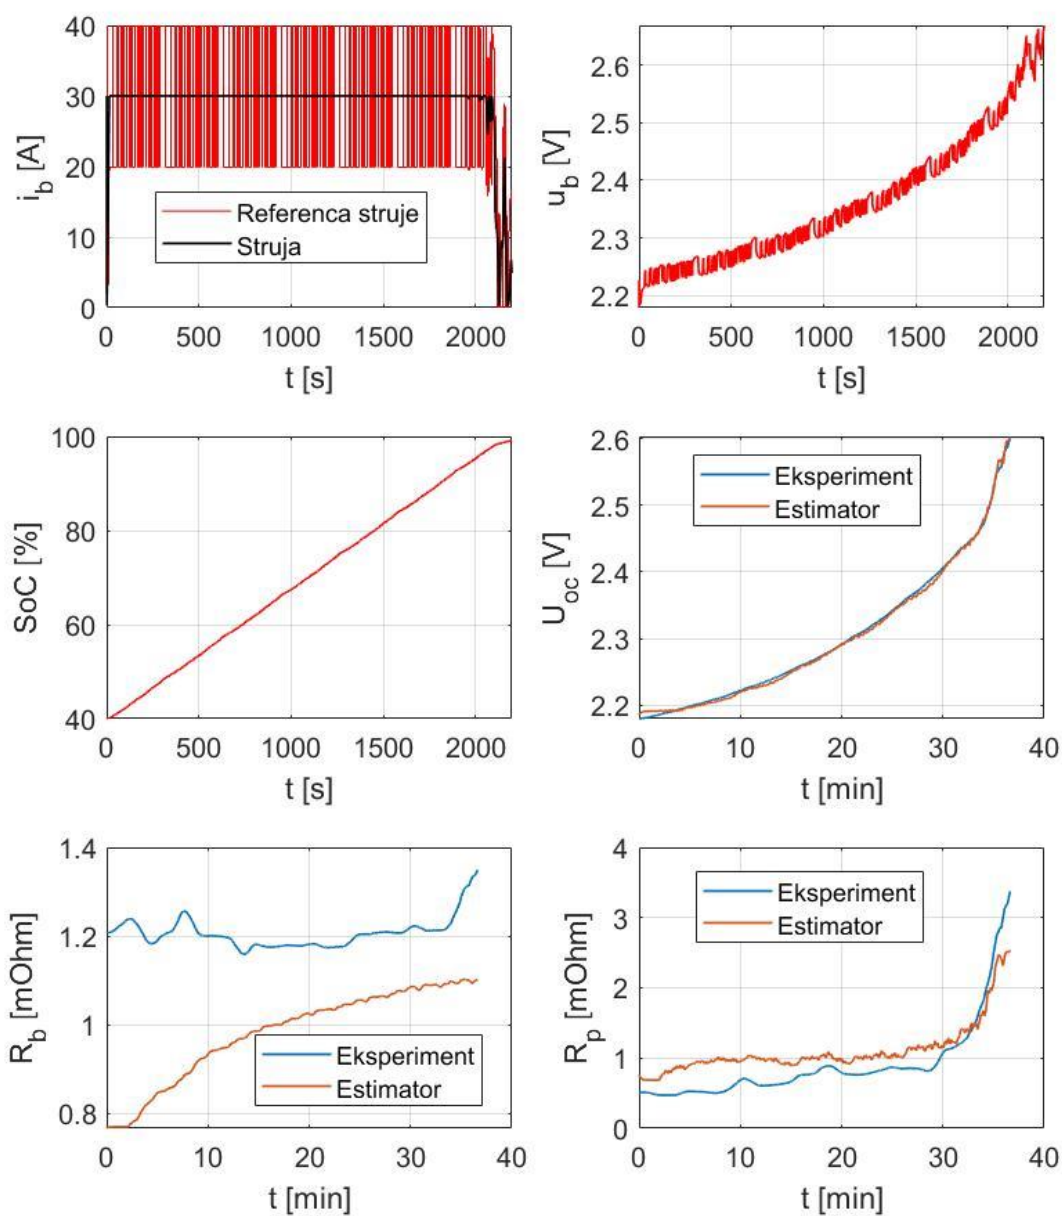 40
30
20
10
0
i_b [A]
Referenca struje
Struja
0 500 1000 1500 2000
t [s]
2.6
2.5
2.4
2.3
2.2
u_b [V]
0 500 1000 1500 2000
t [s]
100
80
60
40
SoC [%]
0 500 1000 1500 2000
t [s]
2.6
2.5
2.4
2.3
2.2
U_oc [V]
Eksperiment
Estimator
0 10 20 30 40
t [min]
1.4
1.2
1
0.8
R_b [mOhm]
Eksperiment
Estimator
0 10 20 30 40
t [min]
4
3
2
1
0
R_p [mOhm]
Eksperiment
Estimator
0 10 20 30 40
t [min]